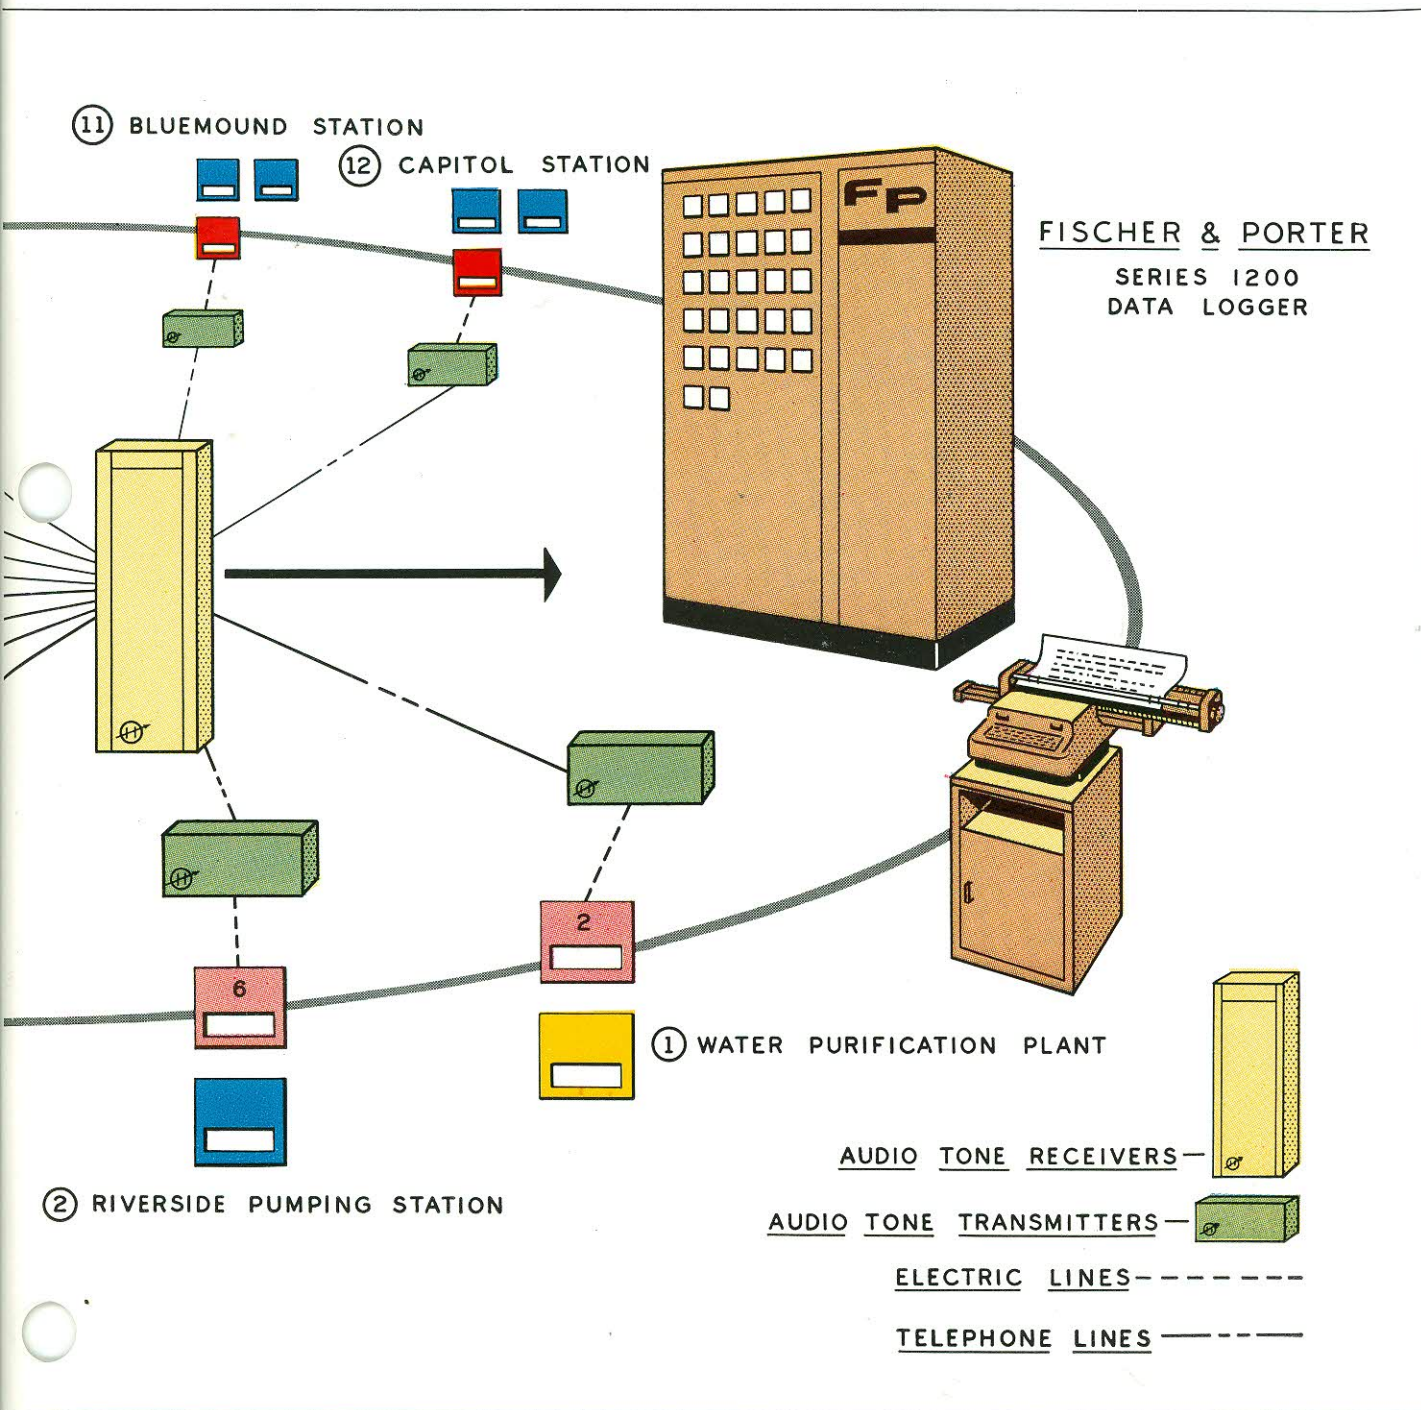 11 BLUEMOUND STATION
12 CAPITOL STATION
FP
FISCHER & PORTER
SERIES 1200
DATA LOGGER
2
6
1 WATER PURIFICATION PLANT
2 RIVERSIDE PUMPING STATION
AUDIO TONE RECEIVERS
AUDIO TONE TRANSMITTERS
ELECTRIC LINES
TELEPHONE LINES